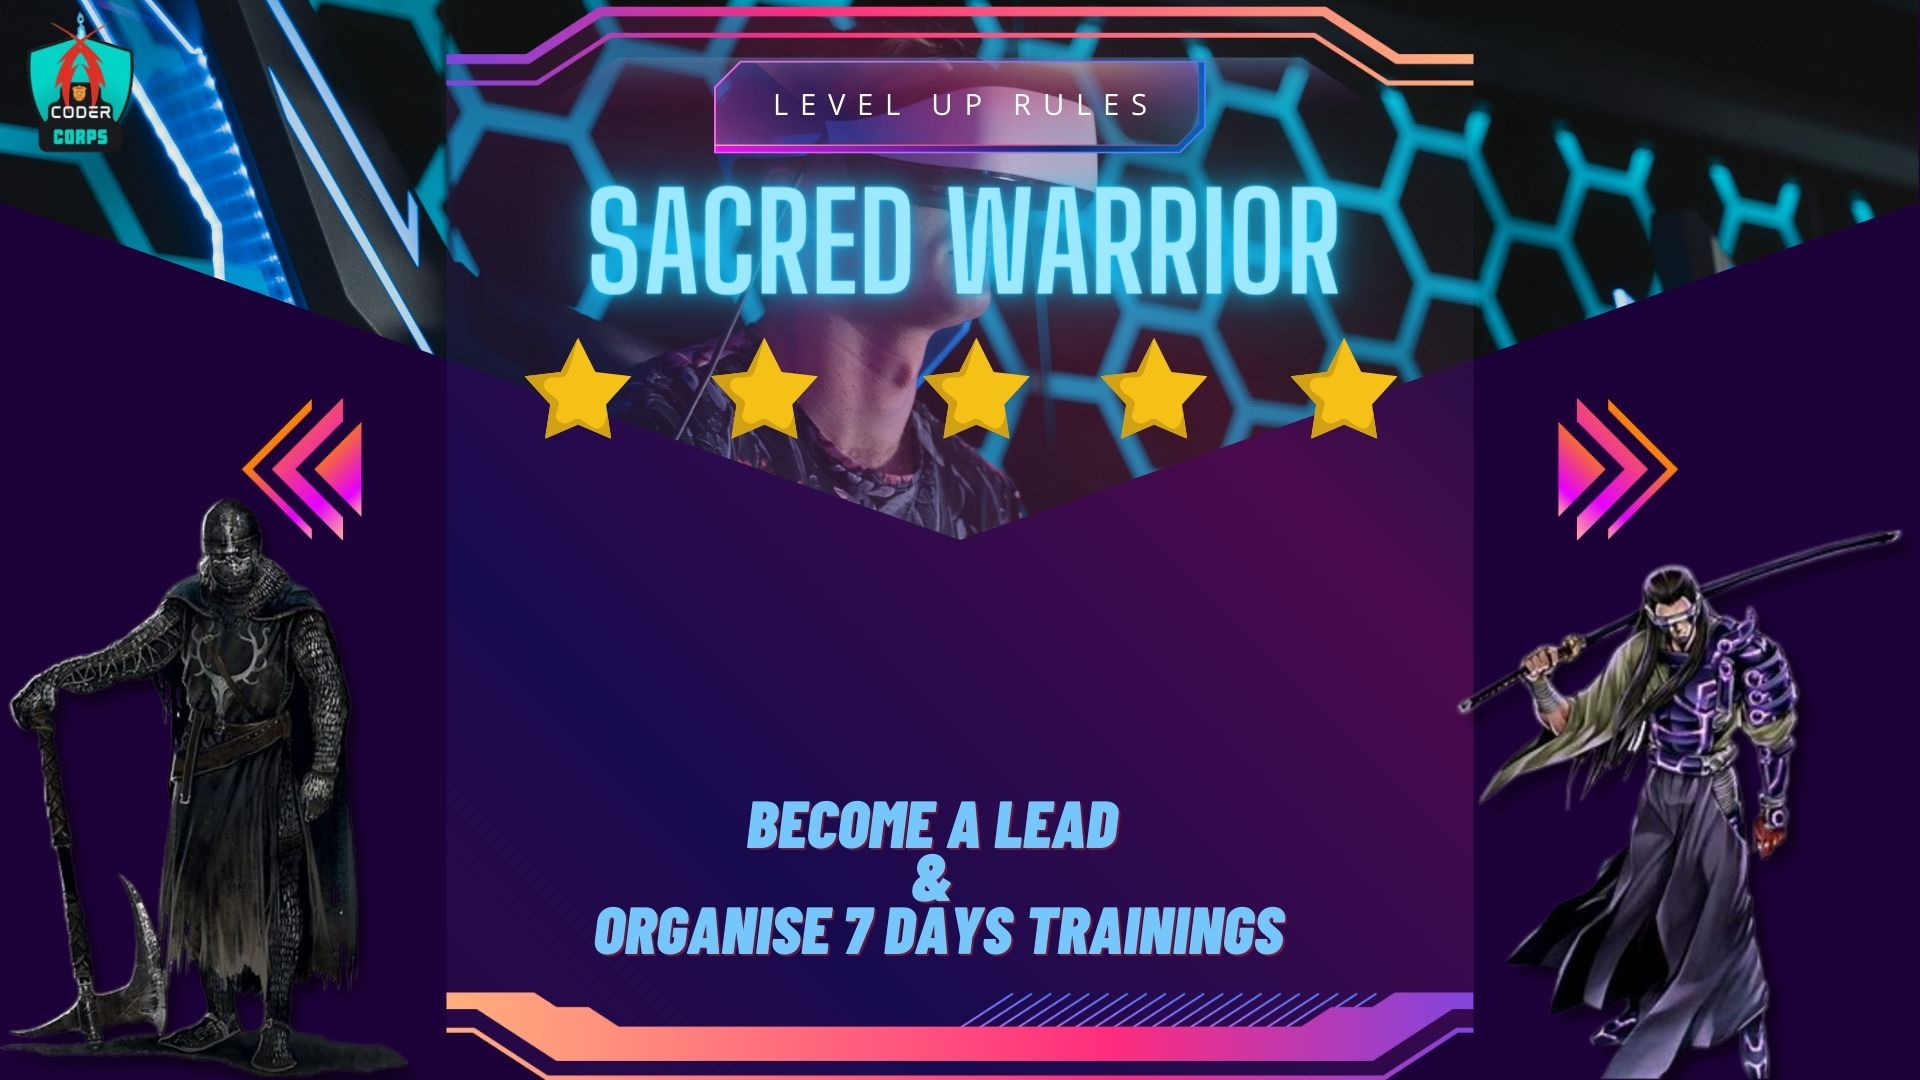 CODER
CORPS
LEVEL UP RULES
SACRED WARRIOR
BECOME A LEAD
&
ORGANISE 7 DAYS TRAININGS